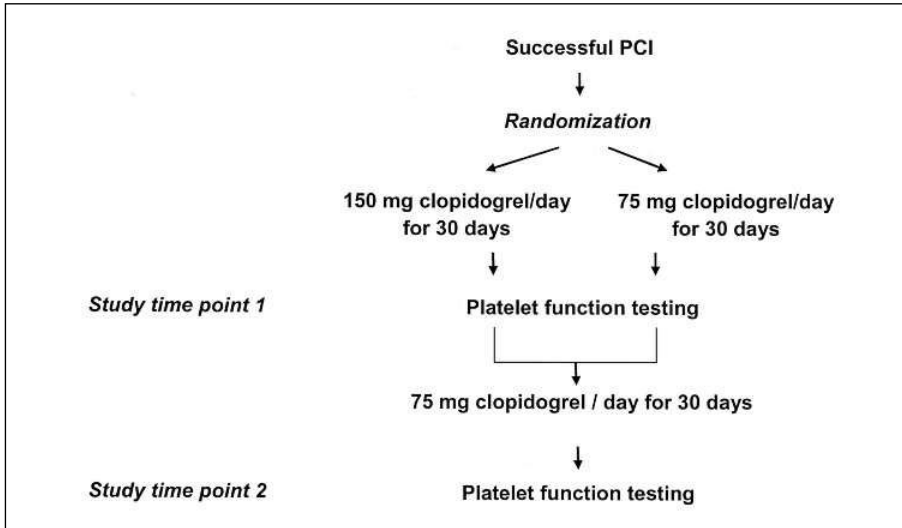 Successful PCI
Randomization
150 mg clopidogrel/day
for 30 days
75 mg clopidogrel/day
for 30 days
Study time point 1
Platelet function testing
75 mg clopidogrel / day for 30 days
Study time point 2
Platelet function testing